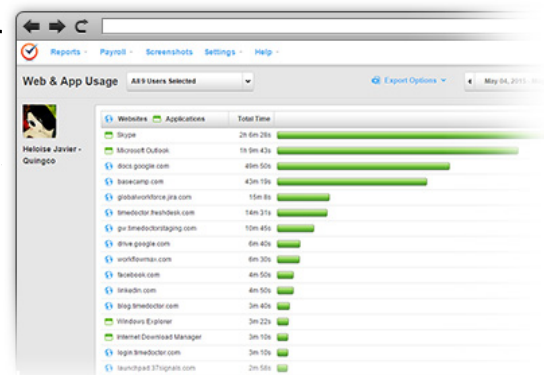 Reports Payroll Screenshots Settings Help
Web & App Usage All 9 Users Selected Export Options May 04, 2015
Heloise Javier -
Quingco
Websites Applications Total Time
Skype 2h 6m 28s
Microsoft Outlook 1h 9m 43s
docs.google.com 49m 50s
basecamp.com 43m 19s
globalworkforce.jira.com 15m 8s
timedoctor.freshdesk.com 14m 31s
gw.timedoctorstaging.com 10m 45s
drive.google.com 6m 40s
workflowmax.com 6m 30s
facebook.com 4m 50s
linkedin.com 4m 50s
blog.timedoctor.com 3m 40s
Windows Explorer 3m 22s
Internet Download Manager 3m 10s
login.timedoctor.com 3m 10s
launchpad.37signals.com 2m 58s